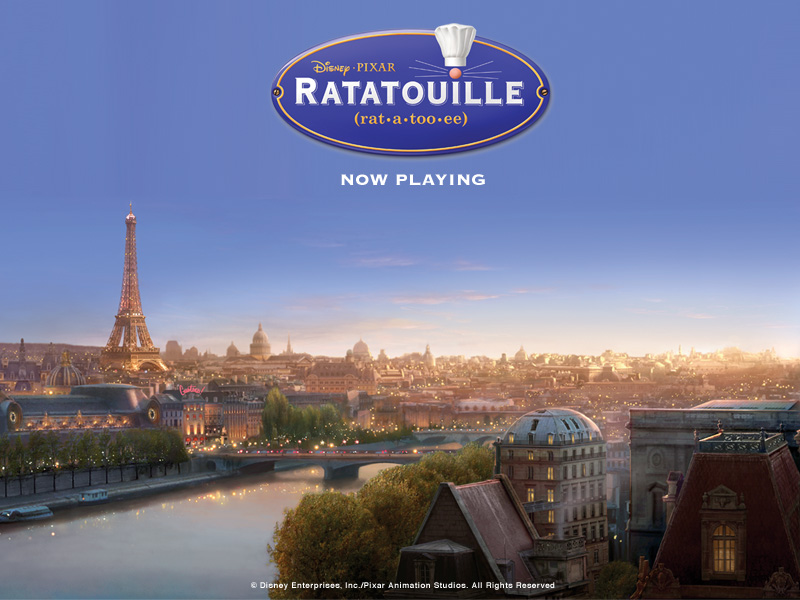 Disney · PIXAR
RATATOUILLE
(rat•a•too•ee)
NOW PLAYING
© Disney Enterprises, Inc./Pixar Animation Studios. All Rights Reserved